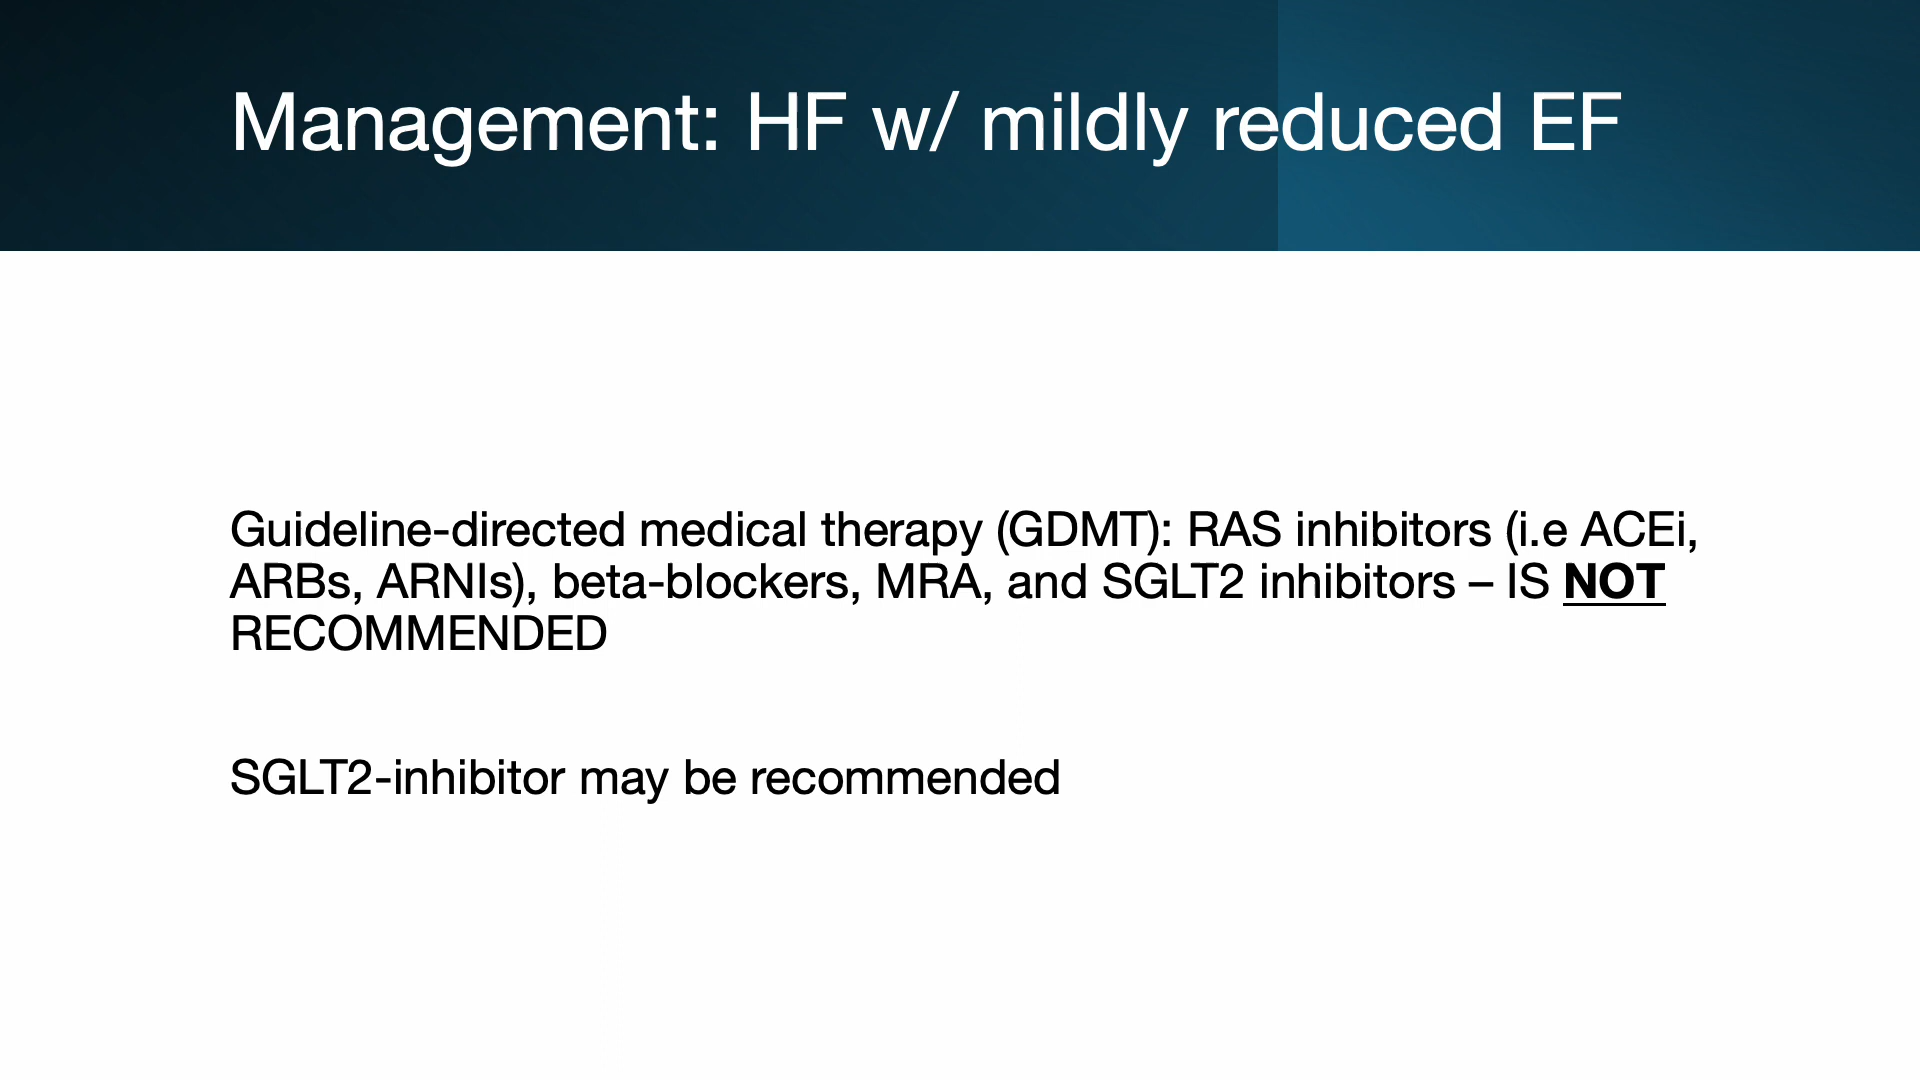 Management: HF w/ mildly reduced EF
Guideline-directed medical therapy (GDMT): RAS inhibitors (i.e ACEi,
ARBs, ARNIs), beta-blockers, MRA, and SGLT2 inhibitors – IS NOT
RECOMMENDED
SGLT2-inhibitor may be recommended